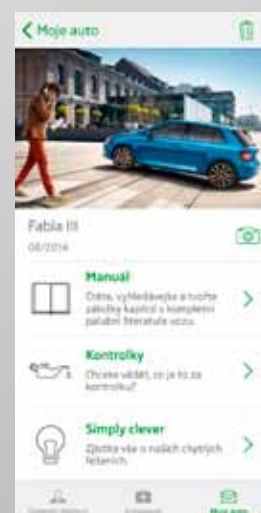 Moje auto
Fabia III
08/2014
Manuál
Čtěte, vyhledávejte a tvořte
záložky kapitol v kompletní
palubní literatuře vozu.
Kontrolky
Chcete vědět, co je to za
kontrolku?
Simply clever
Zjistěte vše o našich chytrých
řešeních.
Moje auto